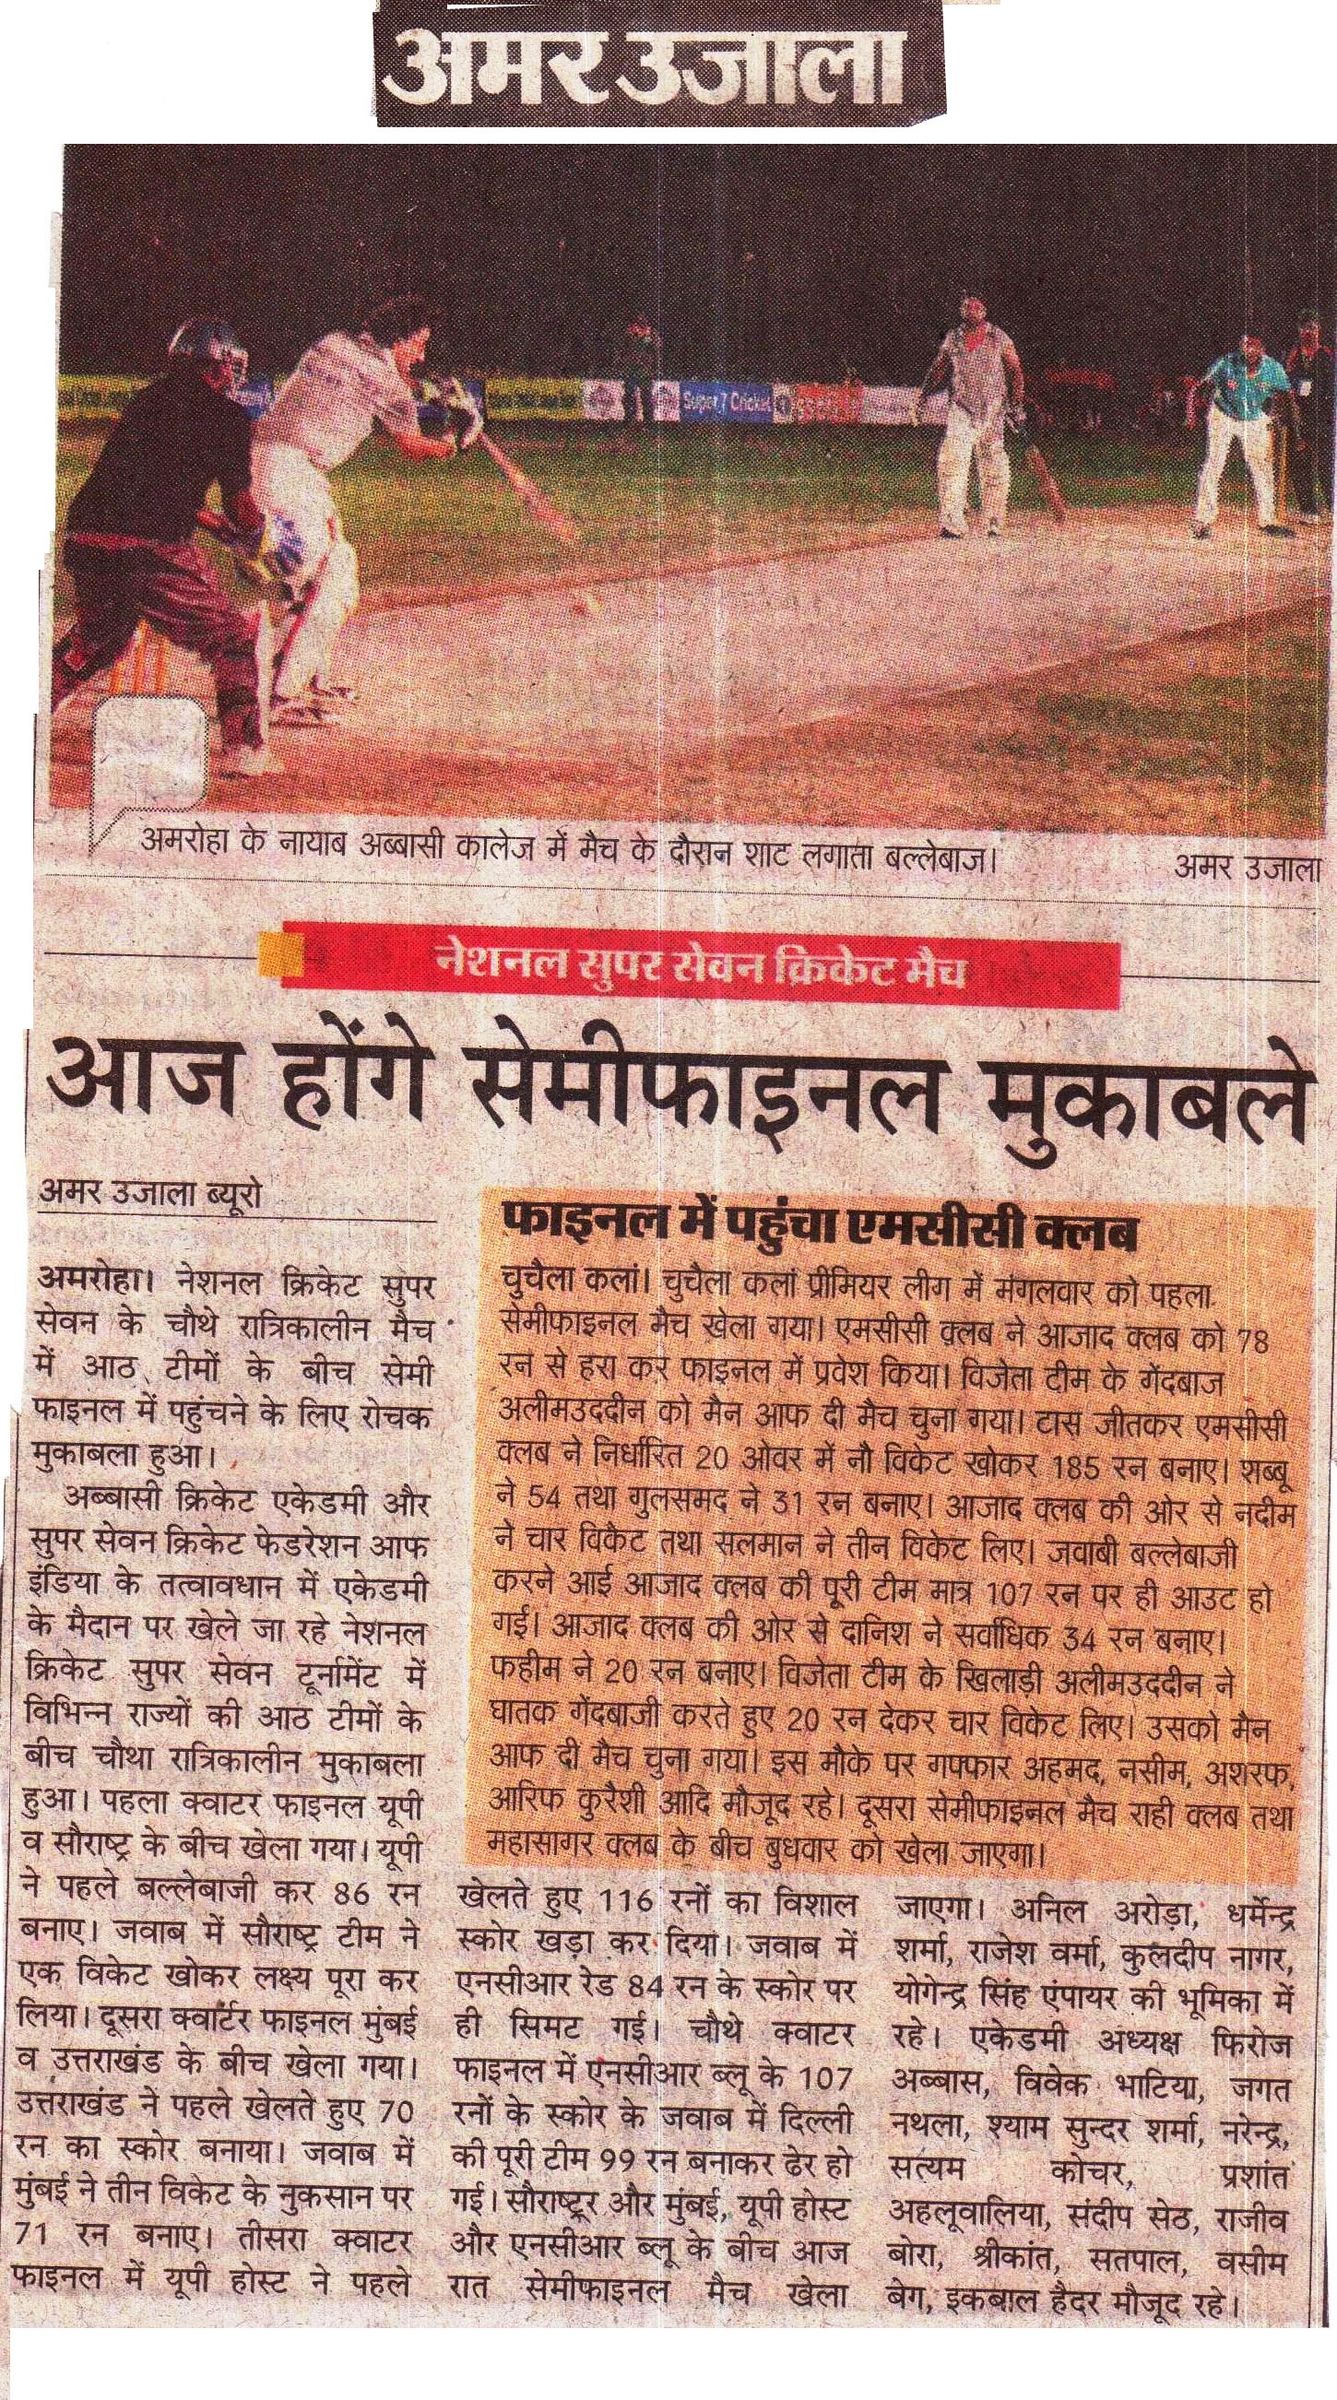 अमर उजाला
Super 7 Cricket
अमरोहा के नायाब अब्बासी कालेज में मैच के दौरान शाट लगाता बल्लेबाज।
अमर उजाला
नेशनल सुपर सेवन क्रिकेट मैच
आज होंगे सेमीफाइनल मुकाबले
अमर उजाला ब्यूरो
अमरोहा। नेशनल क्रिकेट सुपर
सेवन के चौथे रात्रिकालीन मैच
में आठ टीमों के बीच सेमी
फाइनल में पहुंचने के लिए रोचक
मुकाबला हुआ।
अब्बासी क्रिकेट एकेडमी और
सुपर सेवन क्रिकेट फेडरेशन आफ
इंडिया के तत्वावधान में एकेडमी
के मैदान पर खेले जा रहे नेशनल
क्रिकेट सुपर सेवन टूर्नामेंट में
विभिन्न राज्यों की आठ टीमों के
बीच चौथा रात्रिकालीन मुकाबला
हुआ। पहला क्वाटर फाइनल यूपी
व सौराष्ट्र के बीच खेला गया। यूपी
ने पहले बल्लेबाजी कर 86 रन
बनाए। जवाब में सौराष्ट्र टीम ने
एक विकेट खोकर लक्ष्य पूरा कर
लिया। दूसरा क्वार्टर फाइनल मुंबई
व उत्तराखंड के बीच खेला गया।
उत्तराखंड ने पहले खेलते हुए 70
रन का स्कोर बनाया। जवाब में
मुंबई ने तीन विकेट के नुकसान पर
71 रन बनाए। तीसरा क्वाटर
फाइनल में यूपी होस्ट ने पहले
खेलते हुए 116 रनों का विशाल
स्कोर खड़ा कर दिया। जवाब में
एनसीआर रेड 84 रन के स्कोर पर
ही सिमट गई। चौथे क्वाटर
फाइनल में एनसीआर ब्लू के 107
रनों के स्कोर के जवाब में दिल्ली
की पूरी टीम 99 रन बनाकर ढेर हो
गई। सौराष्ट्र और मुंबई, यूपी होस्ट
और एनसीआर ब्लू के बीच आज
रात सेमीफाइनल मैच खेला
जाएगा। अनिल अरोड़ा, धर्मेन्द्र
शर्मा, राजेश वर्मा, कुलदीप नागर,
योगेन्द्र सिंह एंपायर की भूमिका में
रहे। एकेडमी अध्यक्ष फिरोज
अब्बास, विवेक भाटिया, जगत
नथला, श्याम सुन्दर शर्मा, नरेन्द्र,
सत्यम कोचर, प्रशांत
अहलूवालिया, संदीप सेठ, राजीव
बोरा, श्रीकांत, सतपाल, वसीम
बेग, इकबाल हैदर मौजूद रहे।
फाइनल में पहुंचा एमसीसी क्लब
चुचैला कलां। चुचैला कलां प्रीमियर लीग में मंगलवार को पहला
सेमीफाइनल मैच खेला गया। एमसीसी क्लब ने आजाद क्लब को 78
रन से हरा कर फाइनल में प्रवेश किया। विजेता टीम के गेंदबाज
अलीमउददीन को मैन आफ दी मैच चुना गया। टास जीतकर एमसीसी
क्लब ने निर्धारित 20 ओवर में नौ विकेट खोकर 185 रन बनाए। शब्बू
ने 54 तथा गुलसमद ने 31 रन बनाए। आजाद क्लब की ओर से नदीम
ने चार विकेट तथा सलमान ने तीन विकेट लिए। जवाबी बल्लेबाजी
करने आई आजाद क्लब की पूरी टीम मात्र 107 रन पर ही आउट हो
गई। आजाद क्लब की ओर से दानिश ने सर्वाधिक 34 रन बनाए।
फहीम ने 20 रन बनाए। विजेता टीम के खिलाड़ी अलीमउददीन ने
घातक गेंदबाजी करते हुए 20 रन देकर चार विकेट लिए। उसको मैन
आफ दी मैच चुना गया। इस मौके पर गफ्फार अहमद, नसीम, अशरफ,
आरिफ कुरैशी आदि मौजूद रहे। दूसरा सेमीफाइनल मैच राही क्लब तथा
महासागर क्लब के बीच बुधवार को खेला जाएगा।